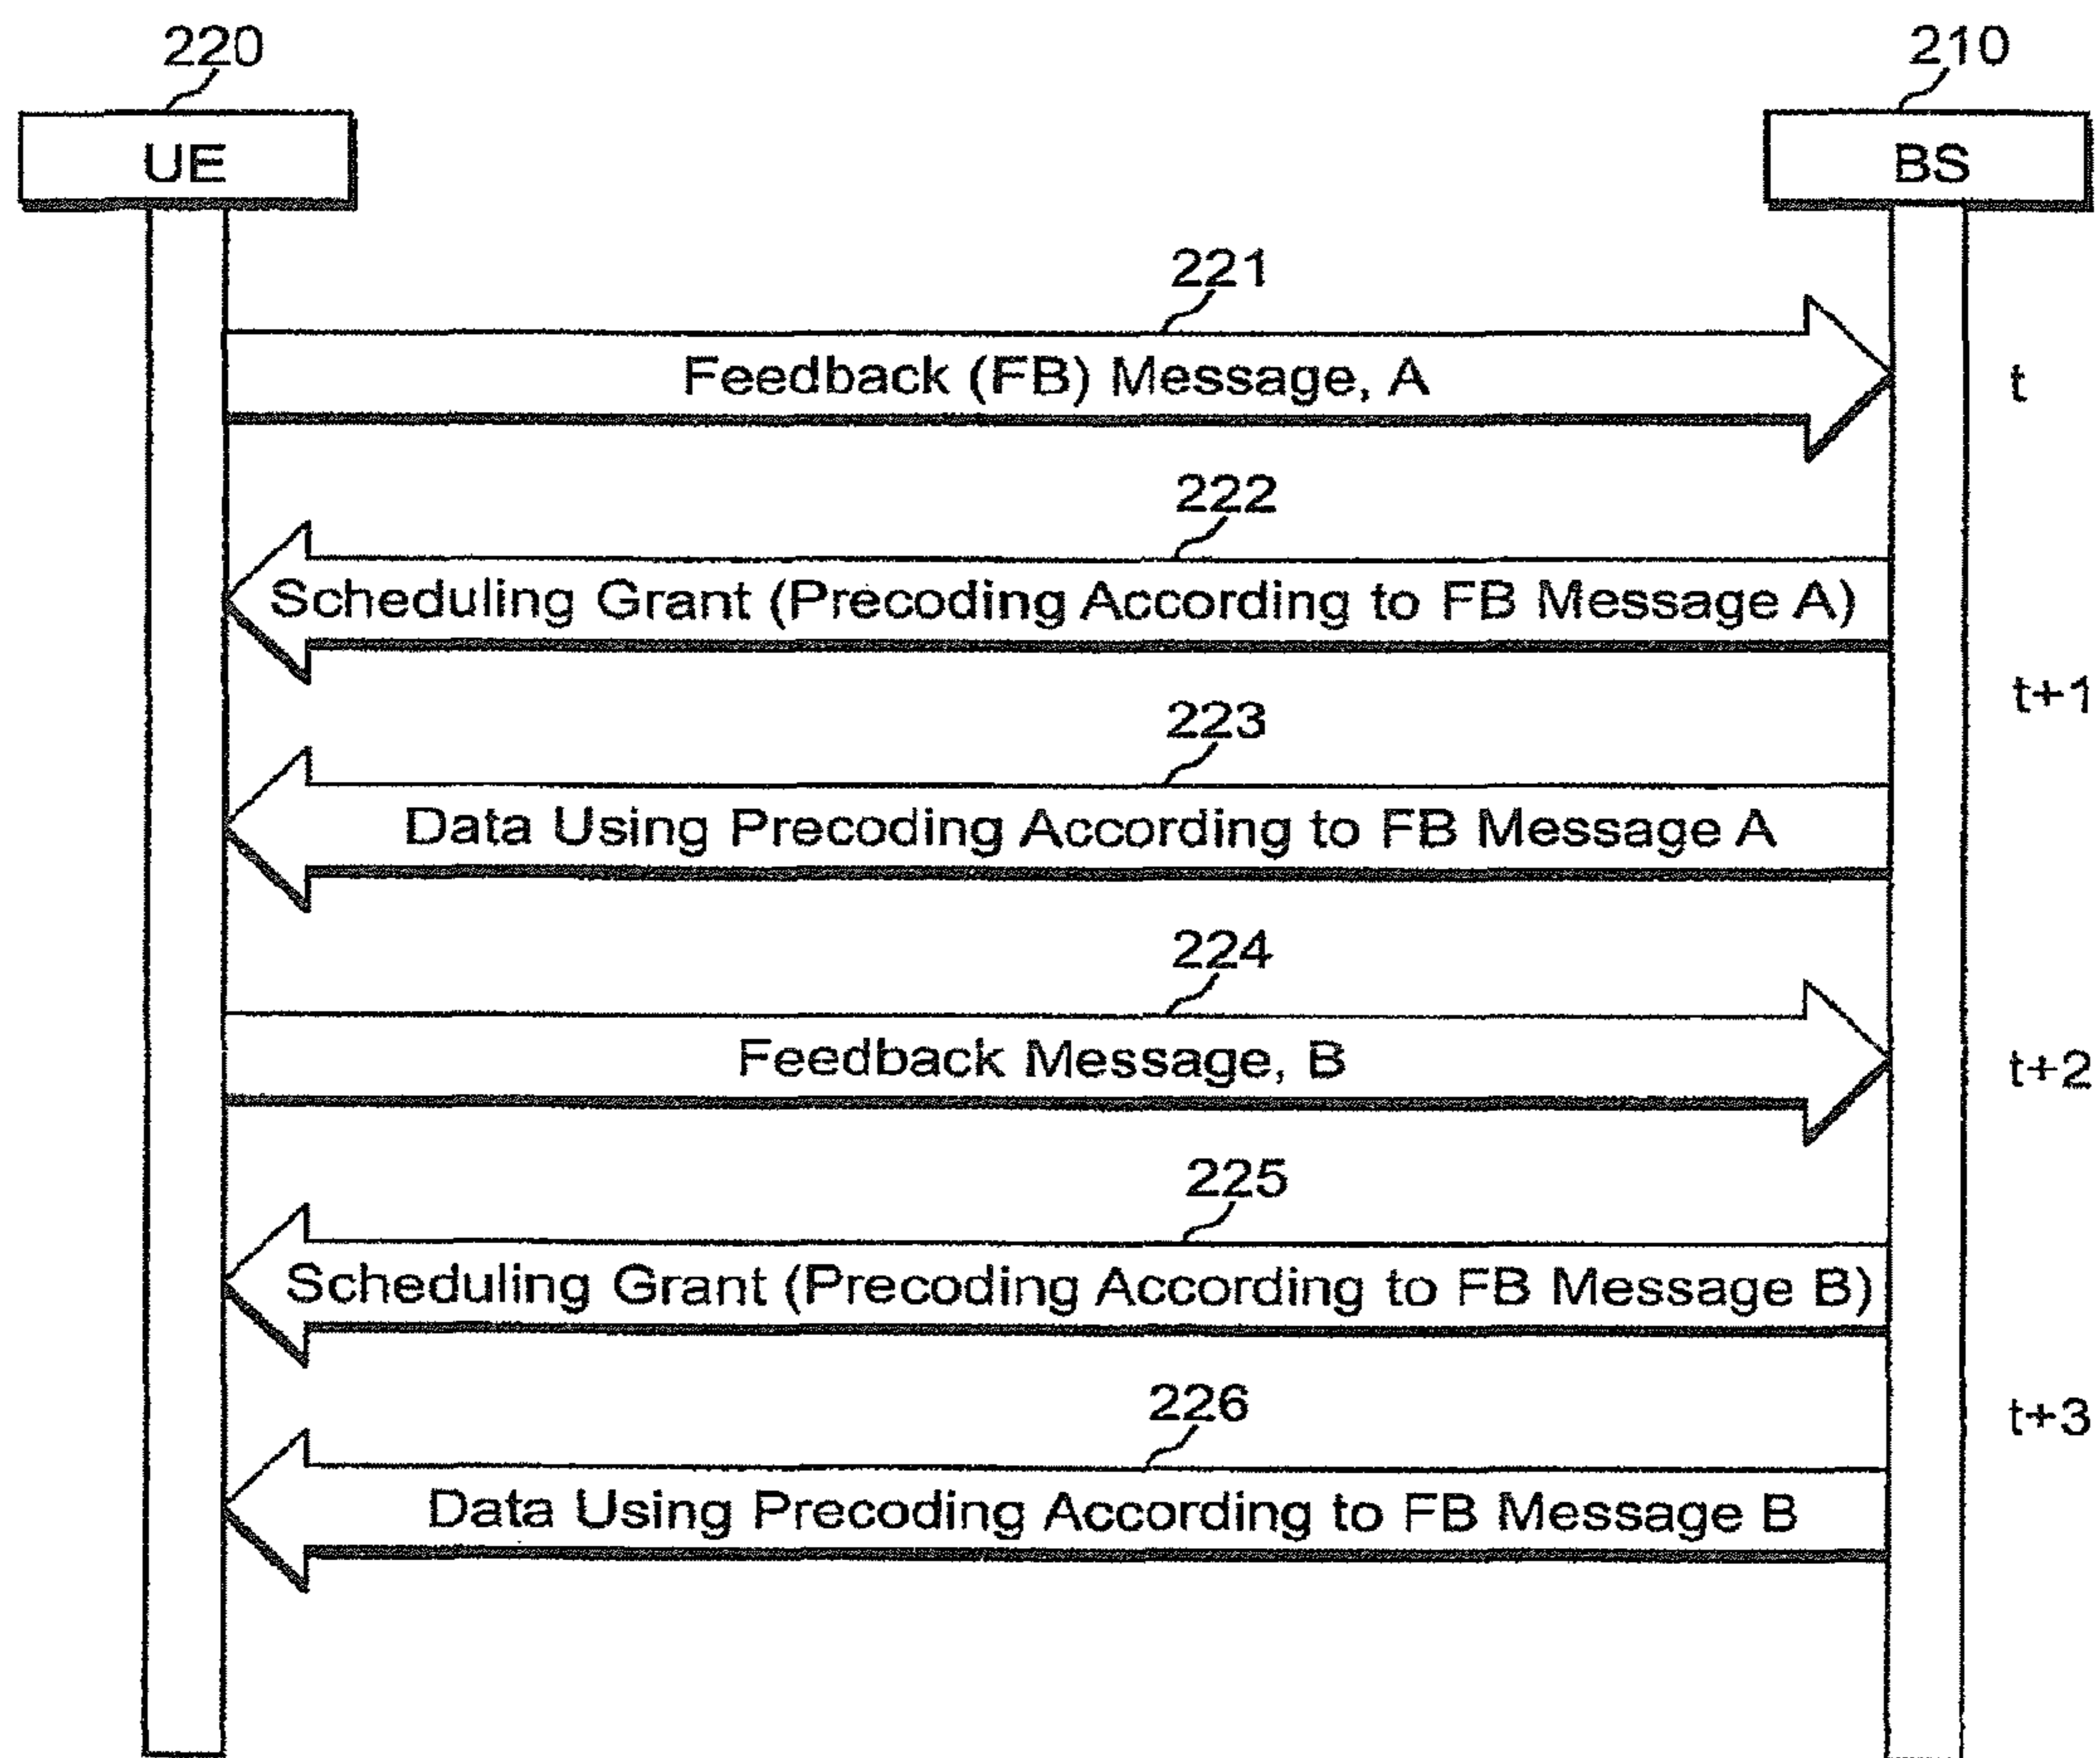 220
210
UE
BS
221
Feedback (FB) Message, A
t
222
Scheduling Grant (Precoding According to FB Message A)
t+1
223
Data Using Precoding According to FB Message A
224
Feedback Message, B
t+2
225
Scheduling Grant (Precoding According to FB Message B)
t+3
226
Data Using Precoding According to FB Message B